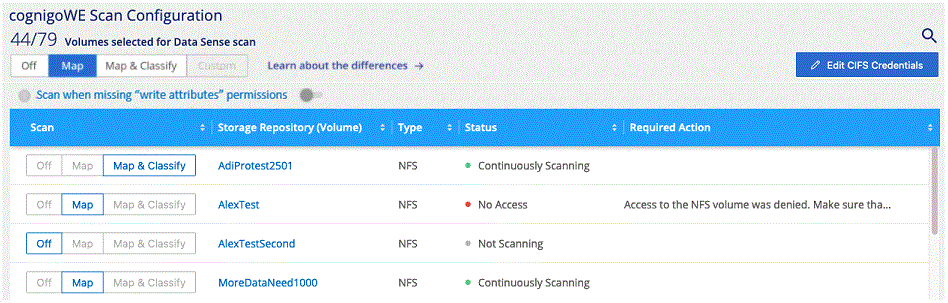 cognigoWE Scan Configuration
44/79 Volumes selected for Data Sense scan
Off Map Map & Classify Custom Learn about the differences → Edit CIFS Credentials
Scan when missing “write attributes” permissions
Scan Storage Repository (Volume) Type Status Required Action
Off Map Map & Classify AdiProtest2501 NFS Continuously Scanning
Off Map Map & Classify AlexTest NFS No Access Access to the NFS volume was denied. Make sure tha...
Off Map Map & Classify AlexTestSecond NFS Not Scanning
Off Map Map & Classify MoreDataNeed1000 NFS Continuously Scanning